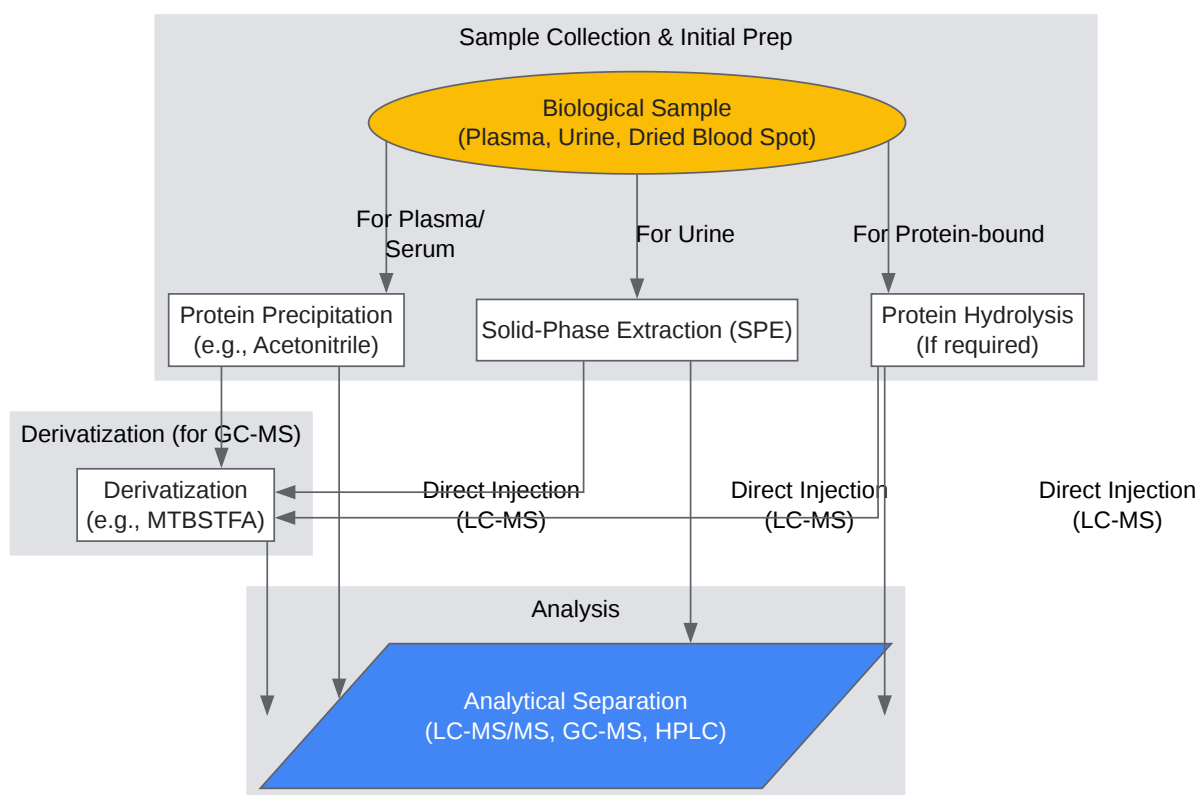 Sample Collection & Initial Prep
Biological Sample
(Plasma, Urine, Dried Blood Spot)
For Plasma/
Serum
For Urine
For Protein-bound
Protein Precipitation
(e.g., Acetonitrile)
Solid-Phase Extraction (SPE)
Protein Hydrolysis
(If required)
Derivatization (for GC-MS)
Derivatization
(e.g., MTBSTFA)
Direct Injection
(LC-MS)
Direct Injection
(LC-MS)
Direct Injection
(LC-MS)
Analysis
Analytical Separation
(LC-MS/MS, GC-MS, HPLC)